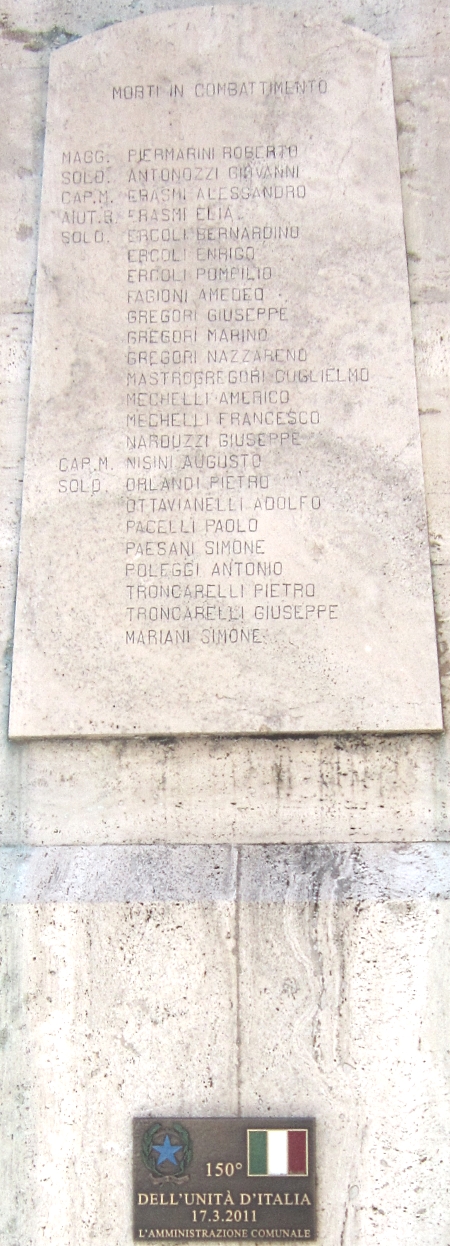 MORTI IN COMBATTIMENTO
MAGG. PIERMARINI ROBERTO
SOLD. ANTONOZZI GIOVANNI
CAP.M. ERASMI ALESSANDRO
AIUT.B. ERASMI ELIA
SOLD. ERCOLI BERNARDINO
ERCOLI ENRICO
ERCOLI POMPILIO
FAGIONI AMEDEO
GREGORI GIUSEPPE
GREGORI MARINO
GREGORI NAZZARENO
MASTROGREGORI GUGLIELMO
MECHELLI AMERICO
MECHELLI FRANCESCO
NARDUZZI GIUSEPPE
CAP.M. NISINI AUGUSTO
SOLD. ORLANDI PIETRO
OTTAVIANELLI ADOLFO
PACELLI PAOLO
PAESANI SIMONE
POLEGGI ANTONIO
TRONCARELLI PIETRO
TRONCARELLI GIUSEPPE
MARIANI SIMONE
150°
DELL'UNITÀ D'ITALIA
17.3.2011
L'AMMINISTRAZIONE COMUNALE